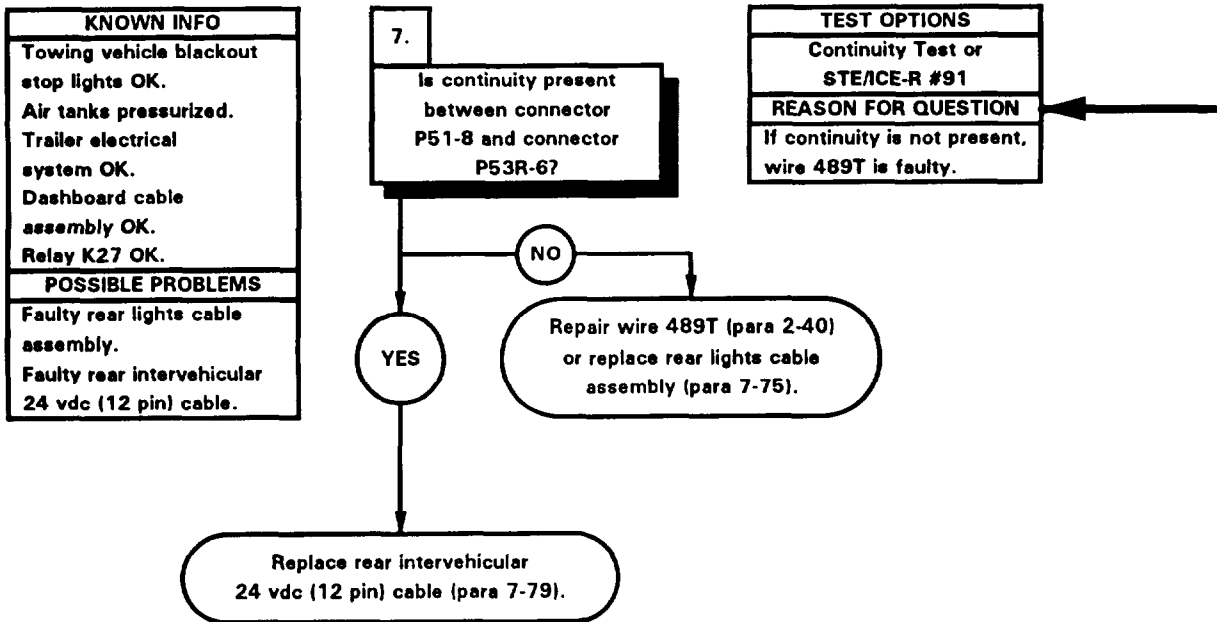 KNOWN INFO
Towing vehicle blackout
stop lights OK.
Air tanks pressurized.
Trailer electrical
system OK.
Dashboard cable
assembly OK.
Relay K27 OK.
POSSIBLE PROBLEMS
Faulty rear lights cable
assembly.
Faulty rear intervehicular
24 vdc (12 pin) cable.
7.
Is continuity present
between connector
P51-8 and connector
P53R-6?
TEST OPTIONS
Continuity Test or
STE/ICE-R #91
REASON FOR QUESTION
If continuity is not present,
wire 489T is faulty.
NO
YES
Repair wire 489T (para 2-40)
or replace rear lights cable
assembly (para 7-75).
Replace rear intervehicular
24 vdc (12 pin) cable (para 7-79).